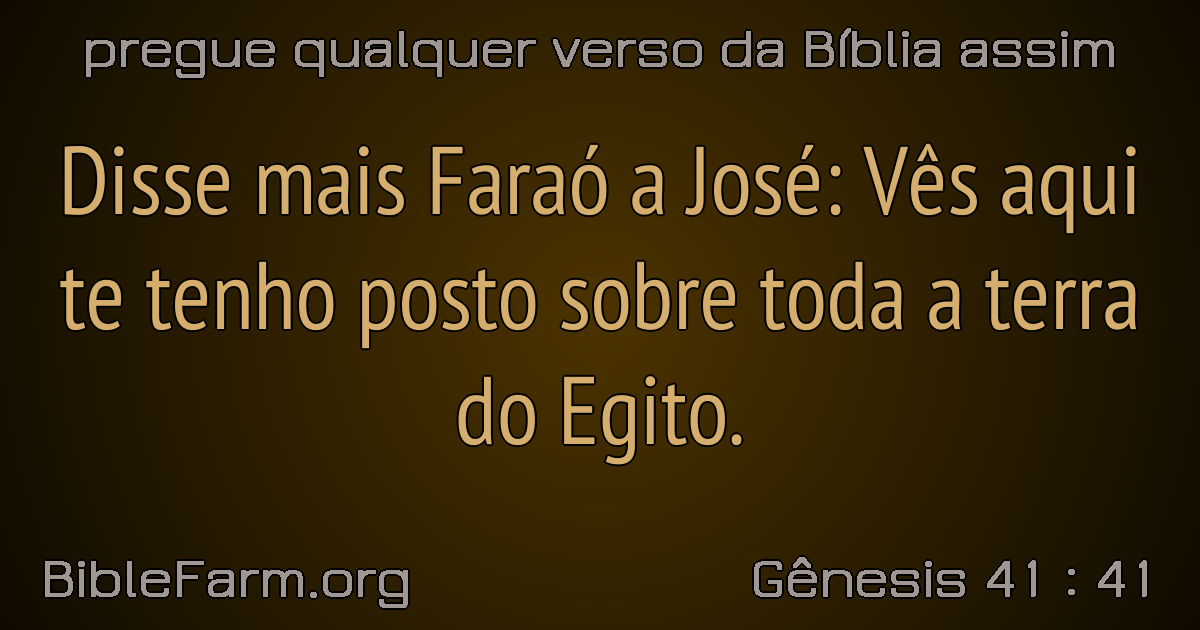 pregue qualquer verso da Bíblia assim
Disse mais Faraó a José: Vês aqui
te tenho posto sobre toda a terra
do Egito.
BibleFarm.org
Gênesis 41 : 41